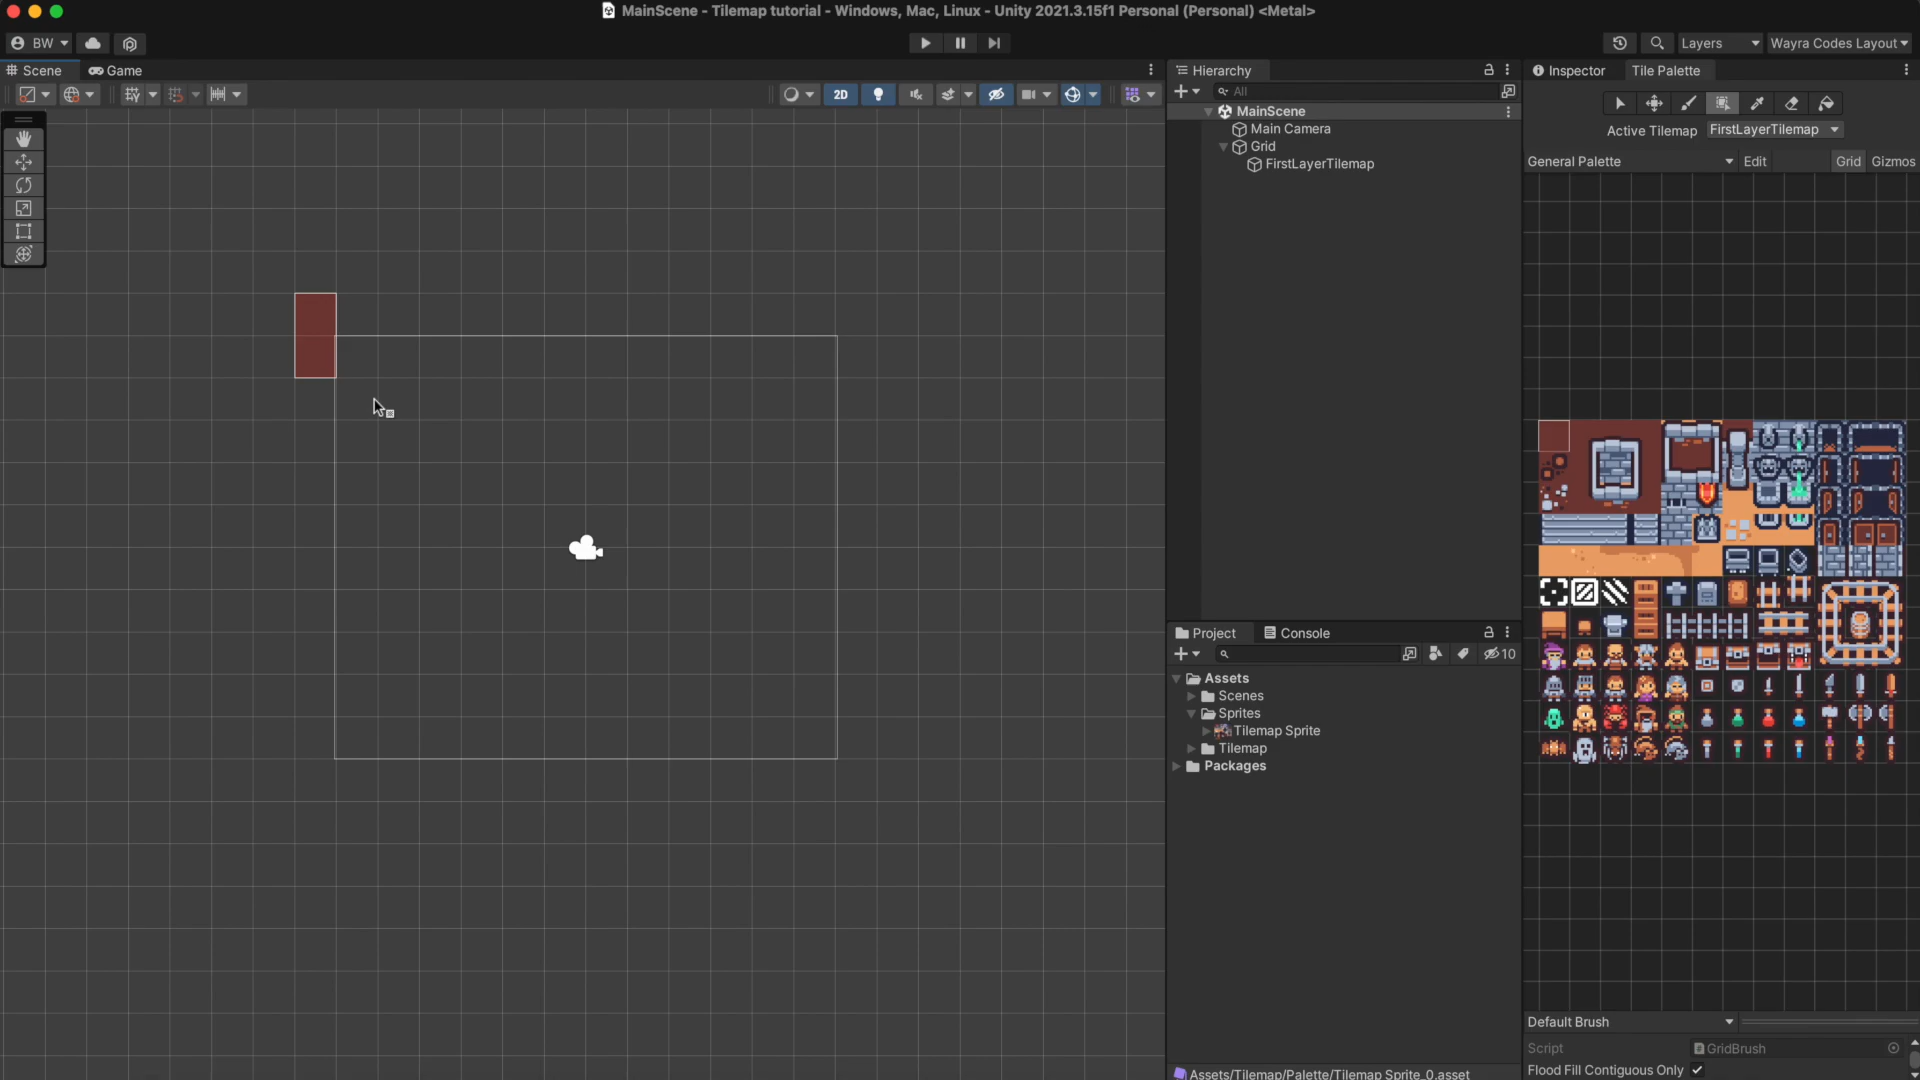 MainScene - Tilemap tutorial - Windows, Mac, Linux - Unity 2021.3.15f1 Personal (Personal) <Metal>
BW
Layers
Wayra Codes Layout
Scene
Game
Hierarchy
Inspector
Tile Palette
2D
All
MainScene
Main Camera
Grid
FirstLayerTilemap
Active Tilemap
FirstLayerTilemap
General Palette
Edit
Grid
Gizmos
Project
Console
10
Assets
Scenes
Sprites
Tilemap Sprite
Tilemap
Packages
Default Brush
Script
GridBrush
Flood Fill Contiguous Only
Assets/Tilemap/Palette/Tilemap Sprite_0.asset